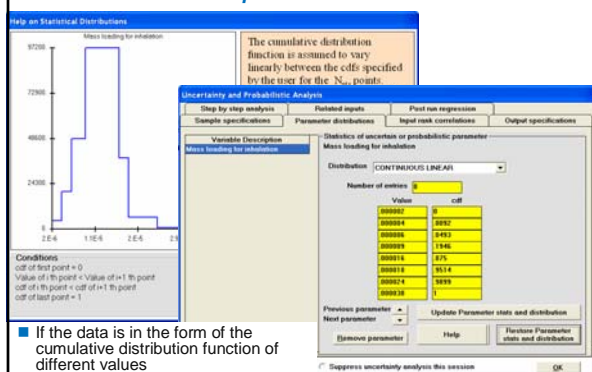 Help on Statistical Distributions
Mass loading for inhalation
97200
72900
48600
24300
0
2.E-6
1.1E-5
2.E-5
The cumulative distribution
function is assumed to vary
linearly between the cdfs specified
by the user for the N points.
Conditions
cdf of first point = 0
Value of i th point < Value of i+1 th point
cdf of i th point < cdf of i+1 th point
cdf of last point = 1
Uncertainty and Probabilistic Analysis
Step by step analysis
Related inputs
Post run regression
Sample specifications
Parameter distributions
Input rank correlations
Output specifications
Variable Description
Mass loading for inhalation
Statistics of uncertain or probabilistic parameter
Mass loading for inhalation
Distribution CONTINUOUS LINEAR
Number of entries 8
Value cdf
.000002 0
.000004 .0092
.000006 .0493
.000009 .1946
.000016 .875
.000018 .9514
.000024 .9899
.000030 1
Previous parameter
Next parameter
Update Parameter stats and distribution
Remove parameter
Help
Restore Parameter
stats and distribution
Suppress uncertainty analysis this session
OK
If the data is in the form of the
cumulative distribution function of
different values